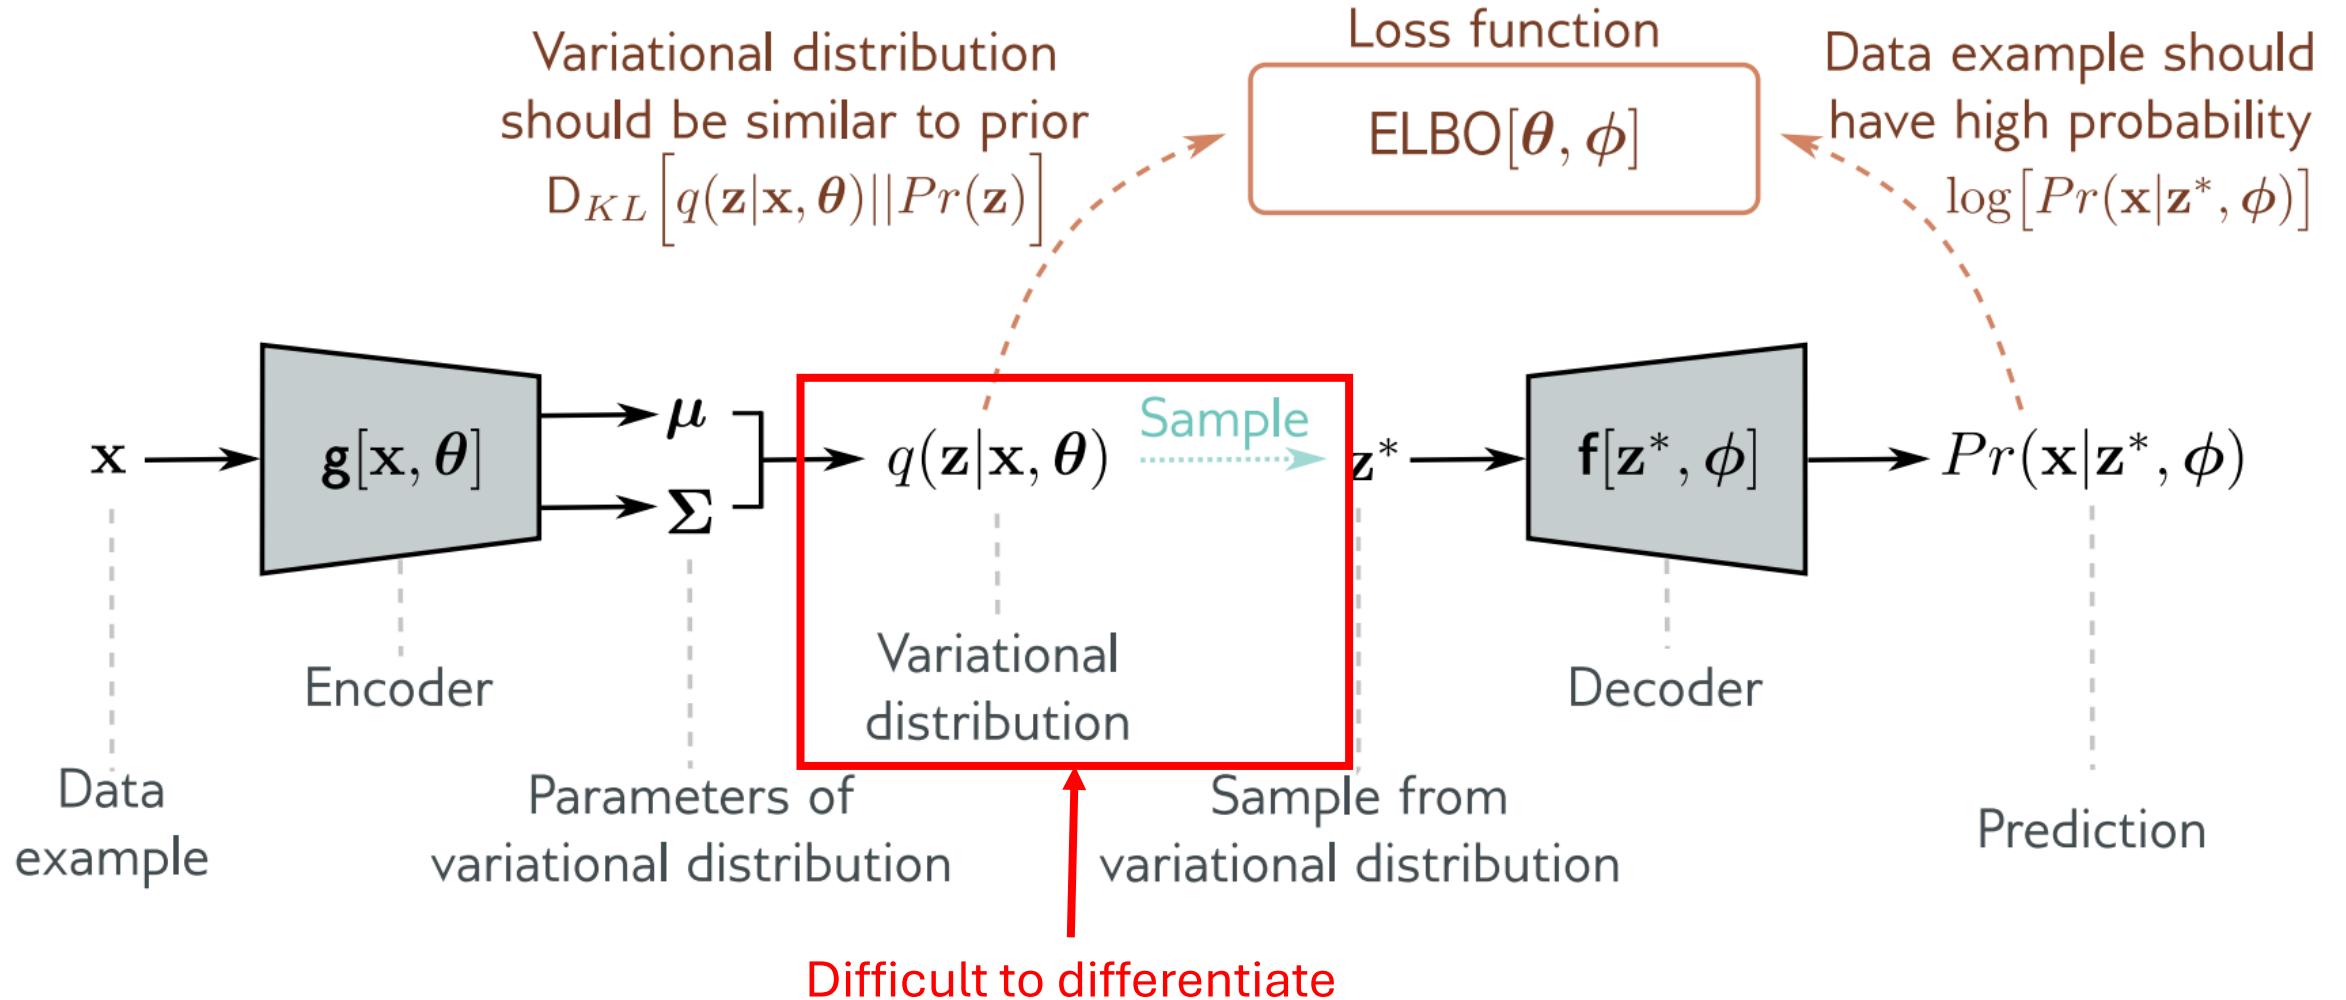 Variational distribution
should be similar to prior
D_{KL}[q(𝐳|𝐱, 𝜽)||Pr(𝐳)]
Loss function
ELBO[𝜽, 𝝓]
Data example should
have high probability
log[Pr(𝐱|𝐳*, 𝝓)]
𝐱
𝐠[𝐱, 𝜽]
𝝁
𝚺
q(𝐳|𝐱, 𝜽)
Sample
𝐳*
𝐟[𝐳*, 𝝓]
Pr(𝐱|𝐳*, 𝝓)
Encoder
Variational
distribution
Decoder
Data
example
Parameters of
variational distribution
Sample from
variational distribution
Prediction
Difficult to differentiate